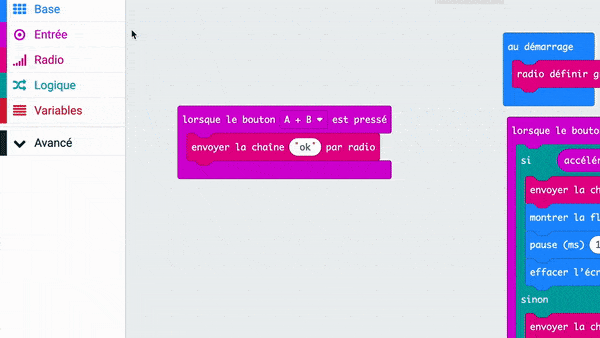 Base
Entrée
Radio
Logique
Variables
Avancé
lorsque le bouton A + B est pressé
envoyer la chaîne "ok" par radio
au démarrage
radio définir g
lorsque le bouto
si accélér
envoyer la ch
montrer la fl
pause (ms) 1
effacer l'écr
sinon
envoyer la ch